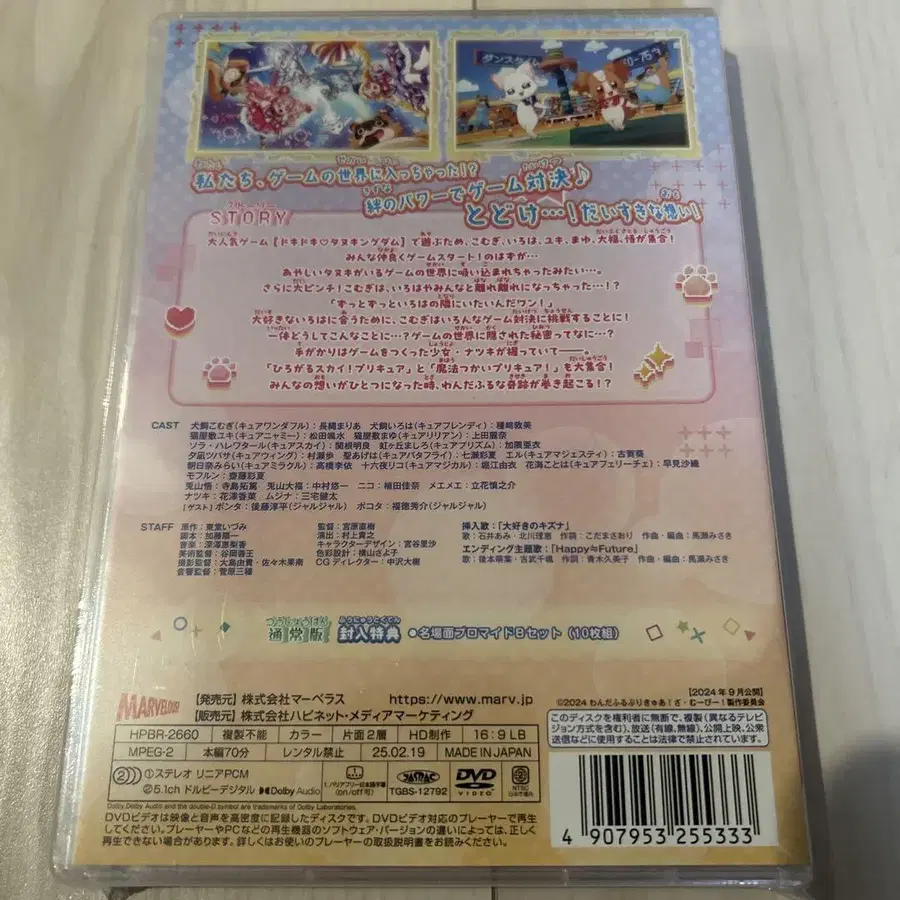 ダンスタイム
0-75
私たち、ゲームの世界に入っちゃった!?
絆のパワーでゲーム対決♪
とどけ…!だいすきな想い!
STORY
大人気ゲーム【ドキドキ♡タヌキングダム】で遊ぶため、こむぎ、いろは、ユキ、まゆ、大福、悟が集合!
みんな仲良くゲームスタート!のはずが…
あやしいタヌキがいるゲームの世界に吸い込まれちゃったみたい…。
さらに大ピンチ!こむぎは、いろはやみんなと離れ離れになっちゃった…!?
「ずっとずっといろはの隣にいたいんだワン!」
大好きないろはに会うために、こむぎはいろんなゲーム対決に挑戦することに!
一体どうしてこんなことに…?ゲームの世界に隠された秘密ってなに…?
手がかりはゲームをつくった少女・ナツキが握っていて――。
「ひろがるスカイ!プリキュア」と「魔法つかいプリキュア!」も大集合!
みんなの想いがひとつになった時、わんだふるな奇跡が巻き起こる!?
CAST 犬飼こむぎ(キュアワンダフル):長縄まりあ 犬飼いろは(キュアフレンディ):種﨑敦美
猫屋敷ユキ(キュアニャミー):松田颯水 猫屋敷まゆ(キュアリリアン):上田麗奈
ソラ・ハレワタール(キュアスカイ):関根明良 虹ヶ丘ましろ(キュアプリズム):加隈亜衣
夕凪ツバサ(キュアウィング):村瀬歩 聖あげは(キュアバタフライ):七瀬彩夏 エル(キュアマジェスティ):古賀葵
朝日奈みらい(キュアミラクル):高橋李依 十六夜リコ(キュアマジカル):堀江由衣 花海ことは(キュアフェリーチェ):早見沙織
モフルン:齋藤彩夏
兎山悟:寺島拓篤 兎山大福:中村悠一 ニコ:植田佳奈 メエメエ:立花慎之介
ナツキ:花澤香菜 ムジナ:三宅健太
[ゲスト]ポンタ:後藤淳平(ジャルジャル) ポコタ:福徳秀介(ジャルジャル)
STAFF 原作:東堂いづみ 監督:宮原直樹
脚本:加藤陽一 演出:村上貴之
音楽:深澤恵梨香 キャラクターデザイン:宮谷里沙
美術監督:谷岡善王 色彩設計:横山さよ子
撮影監督:大島由貴・佐々木果南 CGディレクター:中沢大樹
音響監督:菅原三穂
挿入歌:「大好きのキズナ」
歌:石井あみ・北川理恵 作詞:こだまさおり 作曲・編曲:馬瀬みさき
エンディング主題歌:「Happy≒Future」
歌:後本萌葉・吉武千颯 作詞:青木久美子 作曲・編曲:馬瀬みさき
通常版 封入特典 ●名場面ブロマイドBセット(10枚組)
MARVELOUS!
[発売元]株式会社マーベラス https://www.marv.jp
[販売元]株式会社ハピネット・メディアマーケティング
[2024年9月公開]
©2024 わんだふるぷりきゅあ!ざ・むーびー!製作委員会
このディスクを権利者に無断で、複製(異なるテレビジョン方式を含む)、放送(有線、無線)、公開上映、公衆送信などに使用することは法律で禁止されています。
HPBR-2660 複製不能 カラー 片面2層 HD制作 16:9 LB
MPEG-2 本編70分 レンタル禁止 25.02.19 MADE IN JAPAN
2))) ①ステレオ リニアPCM
②5.1ch ドルビーデジタル Dolby Audio
1.バリアフリー日本語字幕(on/off可)
JASRAC
TGBS-12792
DVD VIDEO
2 NTSC 日本市場向
Dolby, Dolby Audio and the double-D symbol are trademarks of Dolby Laboratories.
DVDビデオは映像と音声を高密度に記録したディスクです。DVDビデオ対応のプレーヤーで再生してください。プレーヤーやPCなどの再生機器のソフトウェア・バージョンの違いによっては、正しく再生できない場合があります。詳しくはお使いのプレーヤーの取扱説明書をお読みください。
4 907953 255333